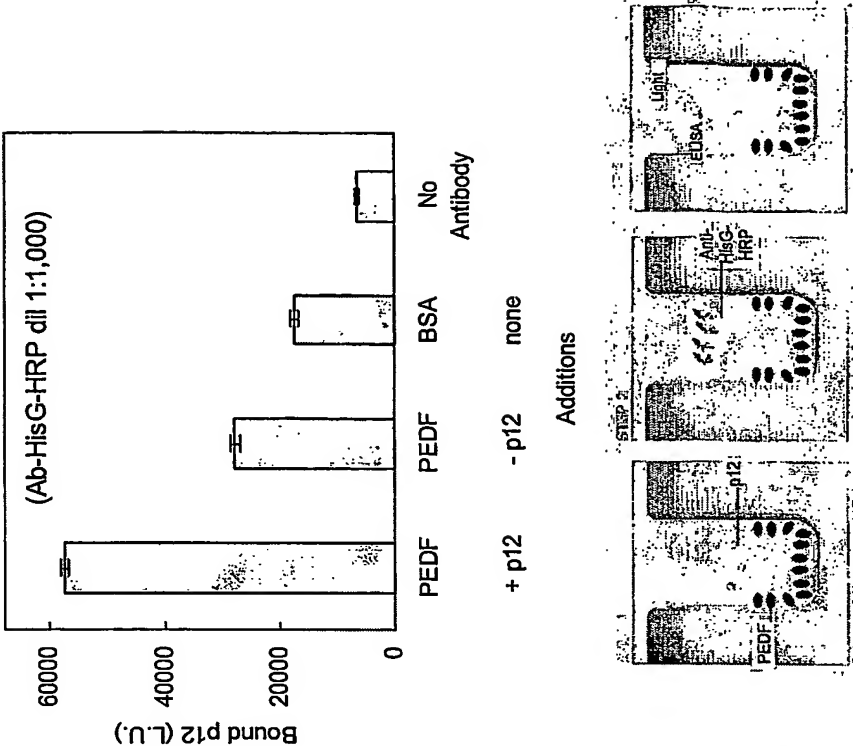 (Ab-HisG-HRP dil 1:1,000)
Bound p12 (L.U.)
60000
40000
20000
0
PEDF PEDF BSA No Antibody
+ p12 - p12 none
Additions
PEDF
p12
STEP 2
Anti-
HisG-
HRP
ELISA
Light